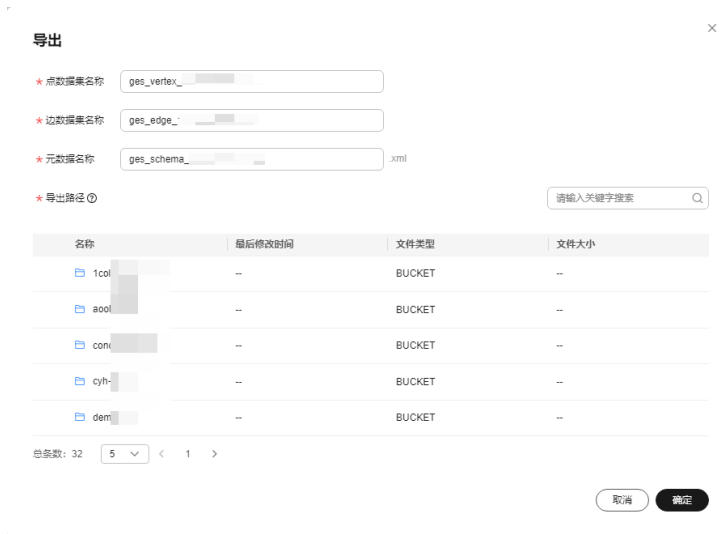 导出
* 点数据集名称 ges_vertex_
* 边数据集名称 ges_edge_
* 元数据名称 ges_schema_ .xml
* 导出路径 ? 请输入关键字搜索
名称 最后修改时间 文件类型 文件大小
1col -- BUCKET --
aool -- BUCKET --
-- BUCKET --
cyh- -- BUCKET --
dem -- BUCKET --
总条数: 32 5 < 1 >
取消 确定